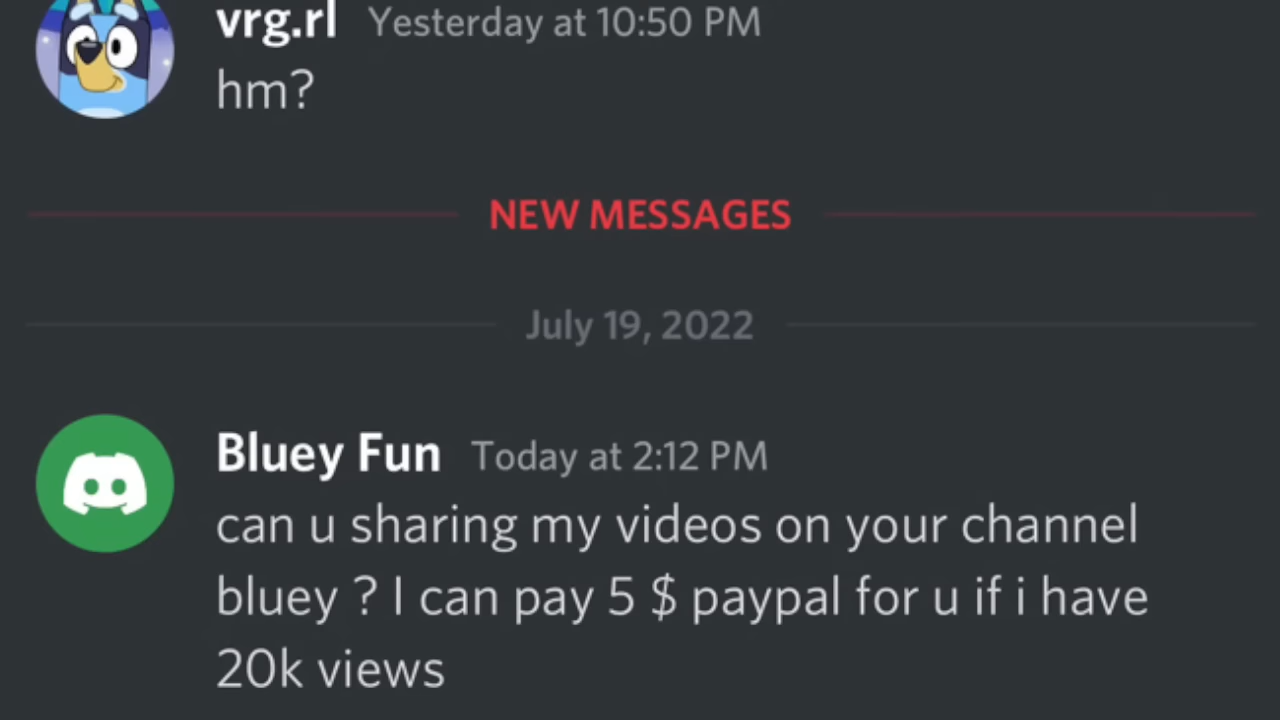 vrg.rl Yesterday at 10:50 PM
hm?
NEW MESSAGES
July 19, 2022
Bluey Fun Today at 2:12 PM
can u sharing my videos on your channel
bluey ? I can pay 5 $ paypal for u if i have
20k views